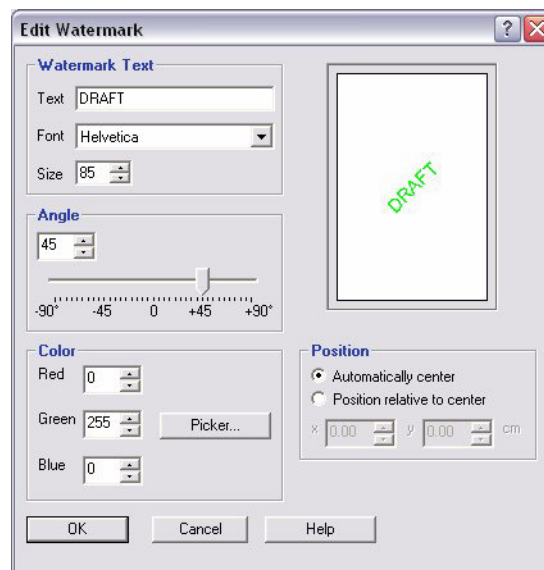 Edit Watermark
Watermark Text
Text DRAFT
Font Helvetica
Size 85
DRAFT
Angle
45
-90° -45 0 +45 +90°
Color
Red 0
Green 255 Picker...
Blue 0
Position
Automatically center
Position relative to center
x 0.00 y 0.00 cm
OK Cancel Help